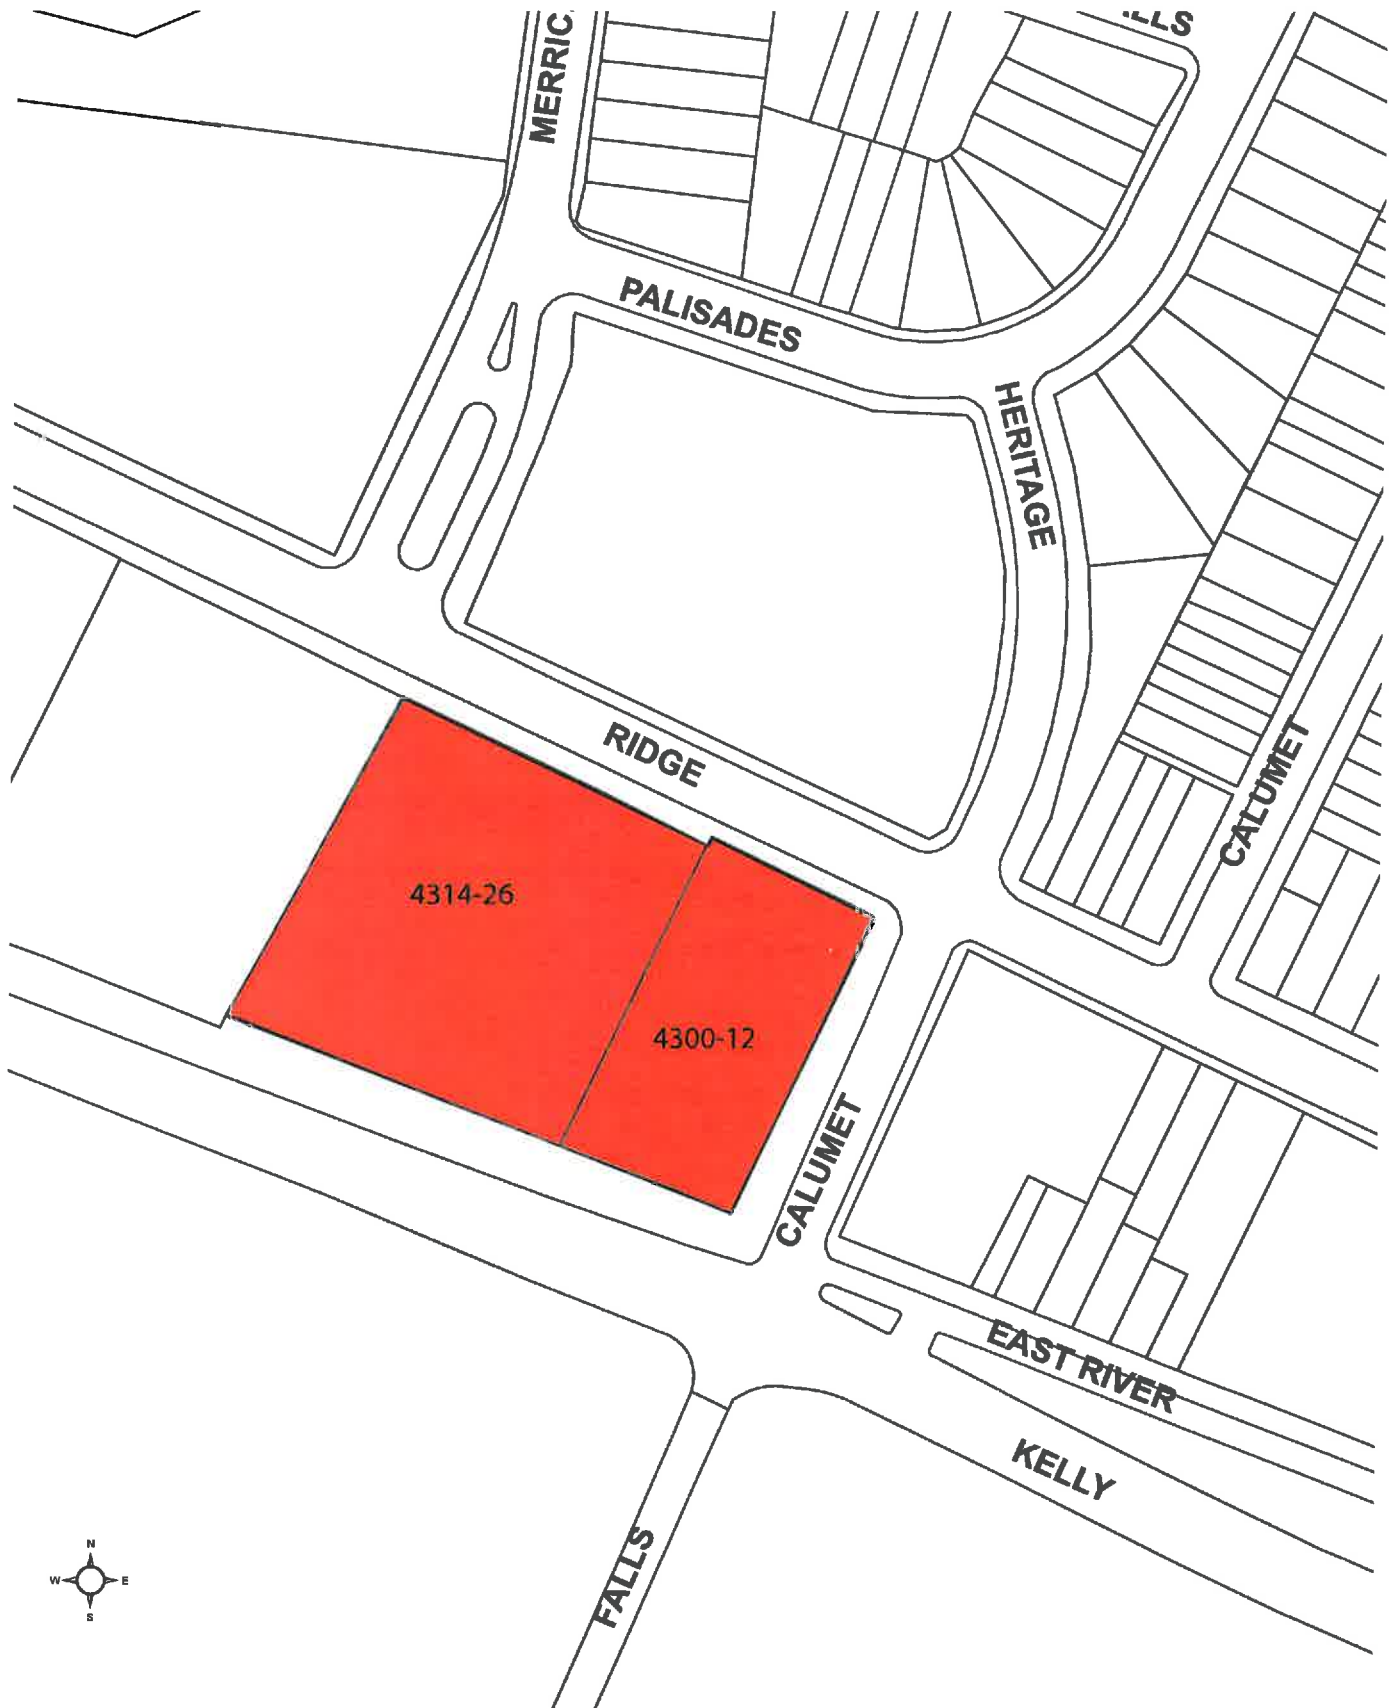 MERRIC
LLS
PALISADES
HERITAGE
RIDGE
CALUMET
4314-26
4300-12
CALUMET
EAST RIVER
KELLY
FALLS
N
W E
S